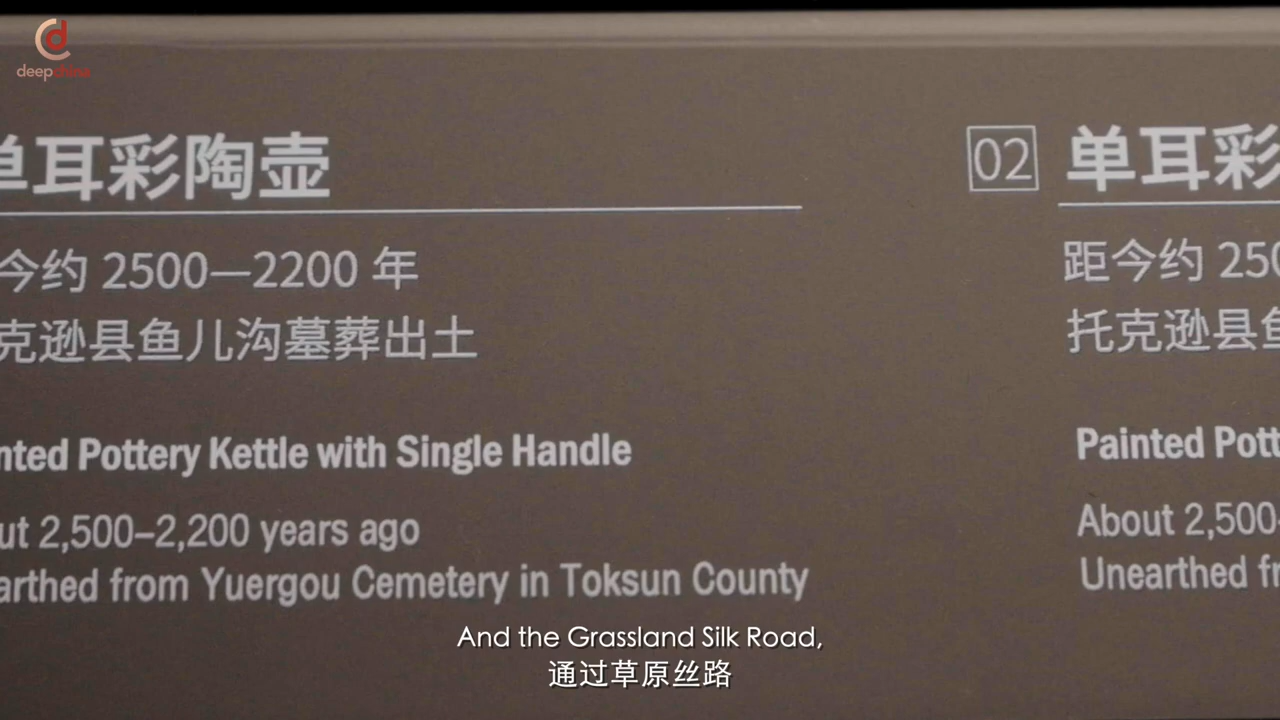 deepchina
单耳彩陶壶
今约 2500—2200 年
克逊县鱼儿沟墓葬出土
nted Pottery Kettle with Single Handle
ut 2,500–2,200 years ago
arthed from Yuergou Cemetery in Toksun County
02
单耳彩
距今约 250
托克逊县鱼
Painted Pott
About 2,500
Unearthed fr
And the Grassland Silk Road,
通过草原丝路